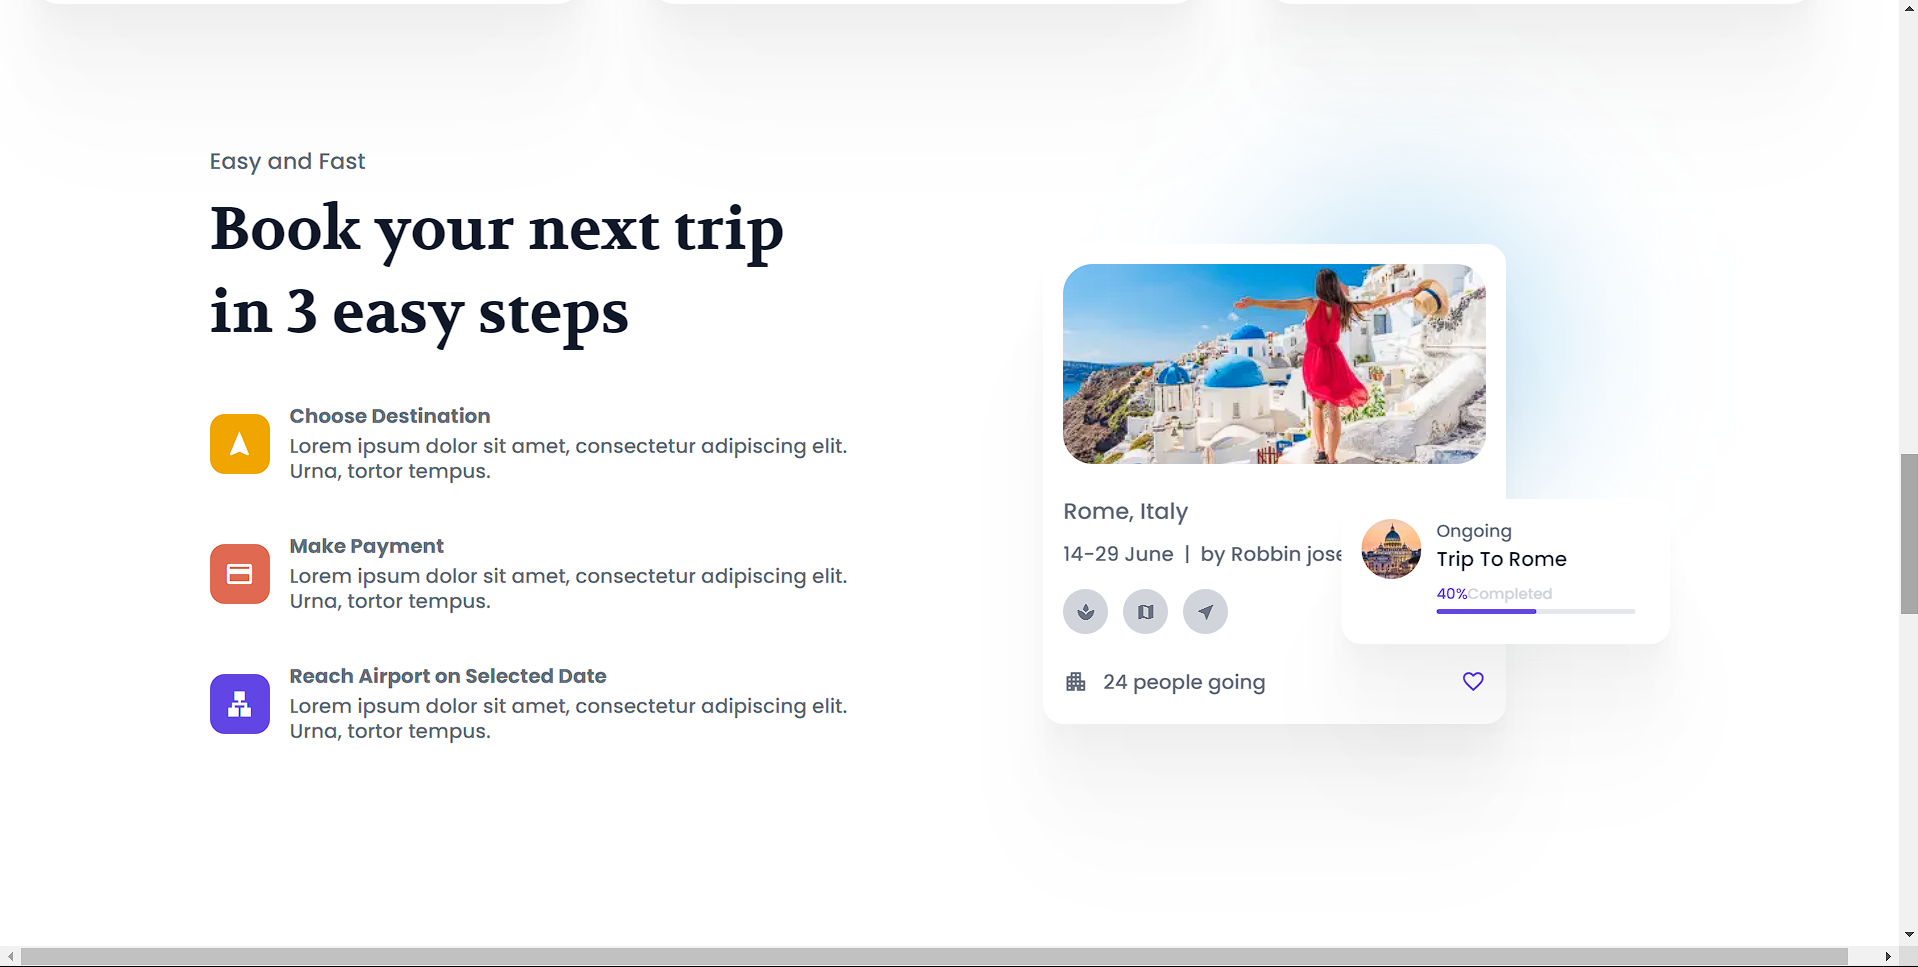 Easy and Fast
Book your next trip
in 3 easy steps
Choose Destination
Lorem ipsum dolor sit amet, consectetur adipiscing elit.
Urna, tortor tempus.
Make Payment
Lorem ipsum dolor sit amet, consectetur adipiscing elit.
Urna, tortor tempus.
Reach Airport on Selected Date
Lorem ipsum dolor sit amet, consectetur adipiscing elit.
Urna, tortor tempus.
Rome, Italy
14-29 June | by Robbin jose
24 people going
Ongoing
Trip To Rome
40%Completed